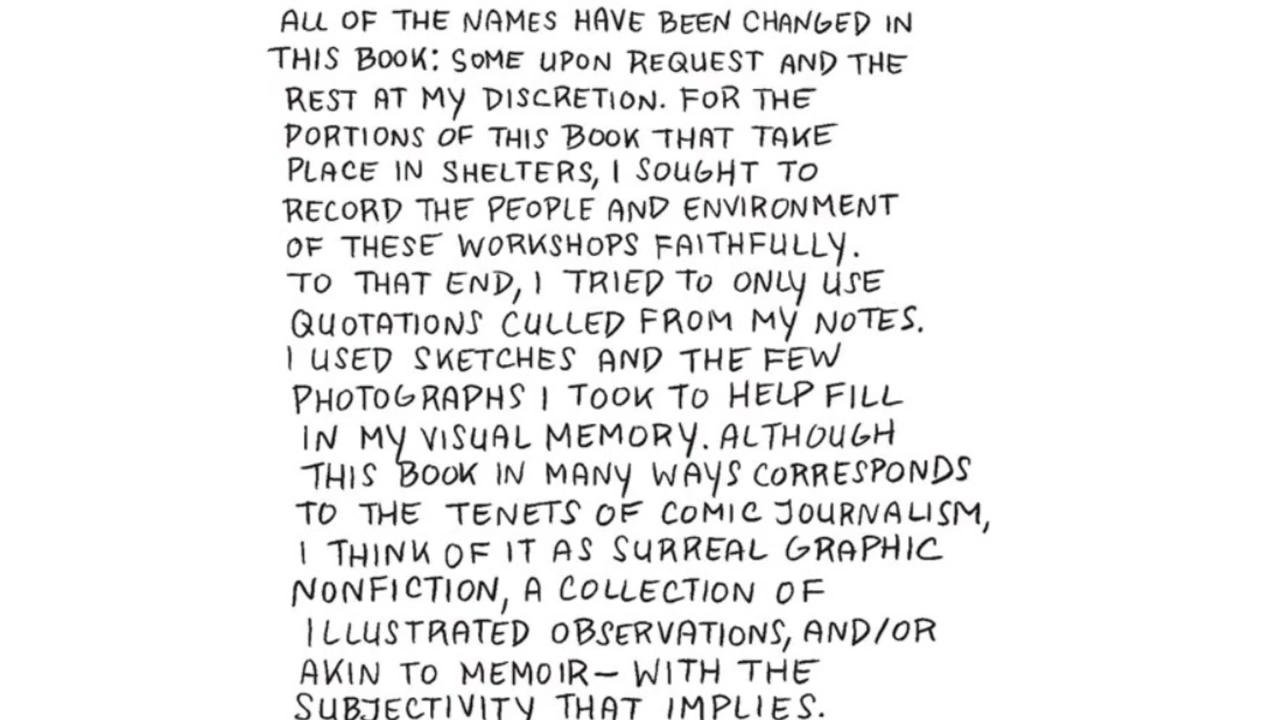 ALL OF THE NAMES HAVE BEEN CHANGED IN
THIS BOOK: SOME UPON REQUEST AND THE
REST AT MY DISCRETION. FOR THE
PORTIONS OF THIS BOOK THAT TAKE
PLACE IN SHELTERS, I SOUGHT TO
RECORD THE PEOPLE AND ENVIRONMENT
OF THESE WORKSHOPS FAITHFULLY.
TO THAT END, I TRIED TO ONLY USE
QUOTATIONS CULLED FROM MY NOTES.
I USED SKETCHES AND THE FEW
PHOTOGRAPHS I TOOK TO HELP FILL
IN MY VISUAL MEMORY. ALTHOUGH
THIS BOOK IN MANY WAYS CORRESPONDS
TO THE TENETS OF COMIC JOURNALISM,
I THINK OF IT AS SURREAL GRAPHIC
NONFICTION, A COLLECTION OF
ILLUSTRATED OBSERVATIONS, AND/OR
AKIN TO MEMOIR— WITH THE
SUBJECTIVITY THAT IMPLIES.